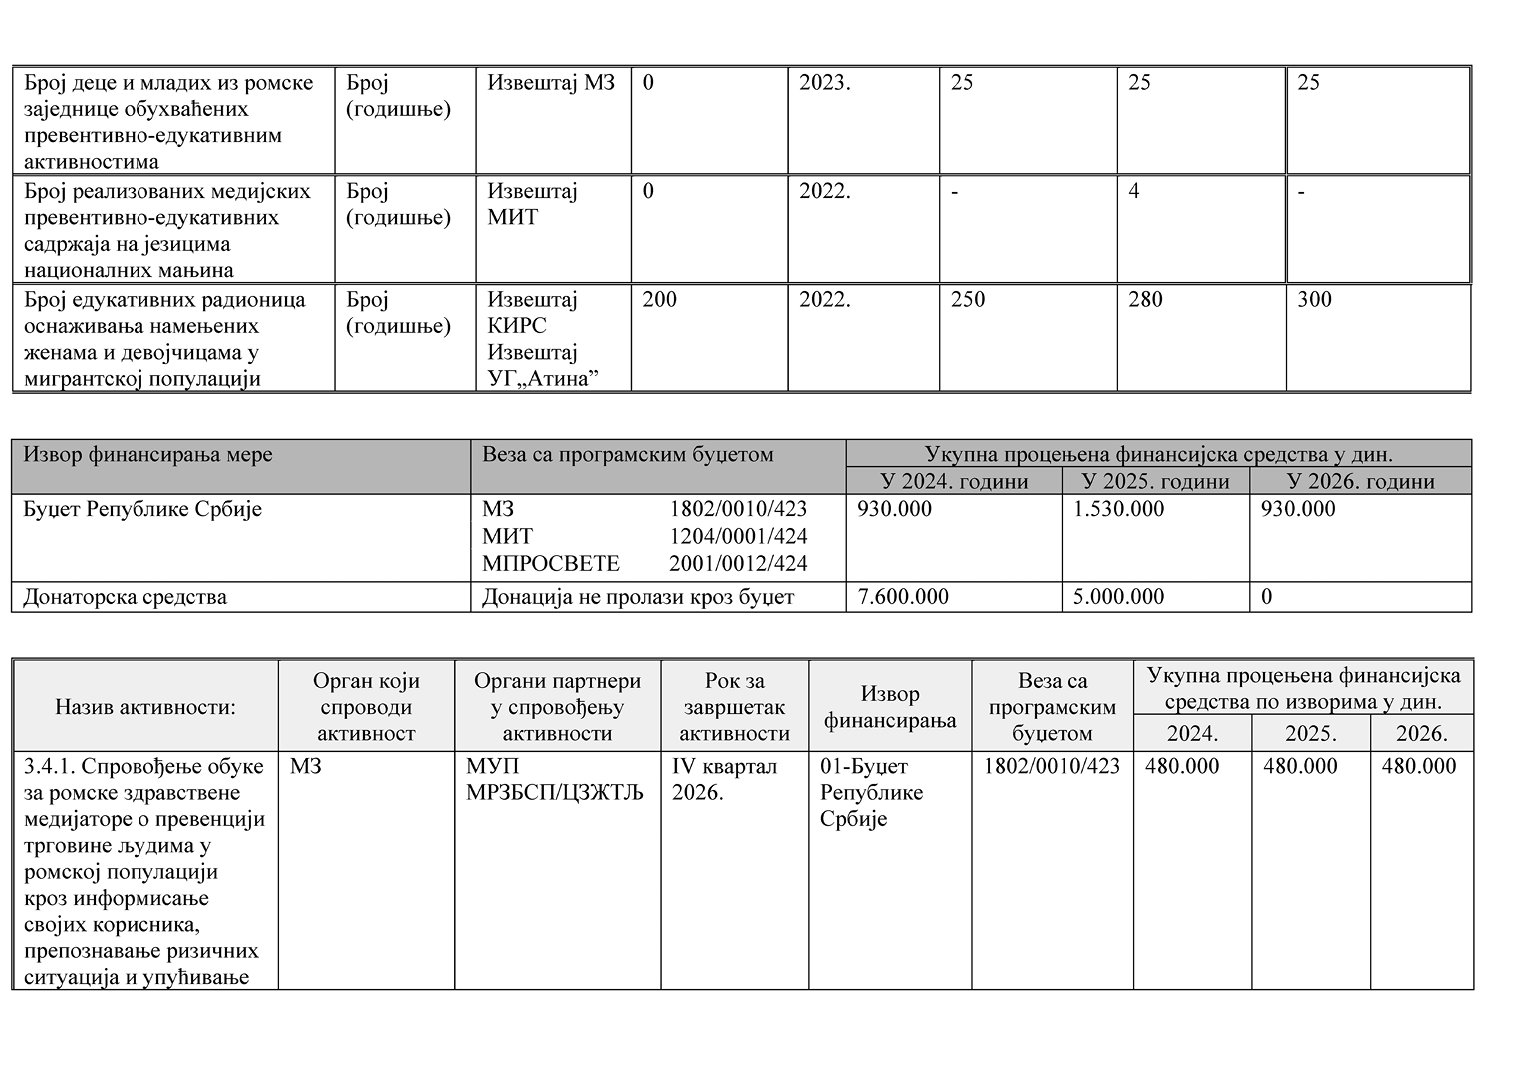 Број деце и младих из ромске заједнице обухваћених превентивно-едукативним активностима Број (годишње) Извештај МЗ 0 2023. 25 25 25
Број реализованих медијских превентивно-едукативних садржаја на језицима националних мањина Број (годишње) Извештај МИТ 0 2022. - 4 -
Број едукативних радионица оснаживања намењених женама и девојчицама у мигрантској популацији Број (годишње) Извештај КИРС Извештај УГ„Атина” 200 2022. 250 280 300
Извор финансирања мере Веза са програмским буџетом Укупна процењена финансијска средства у дин.
У 2024. години У 2025. години У 2026. години
Буџет Републике Србије МЗ 1802/0010/423 930.000 1.530.000 930.000
МИТ 1204/0001/424
МПРОСВЕТЕ 2001/0012/424
Донаторска средства Донација не пролази кроз буџет 7.600.000 5.000.000 0
Назив активности:
Орган који
спроводи
активност
Органи партнери
у спровођењу
активности
Рок за
завршетак
активности
Извор
финансирања
Веза са
програмским
буџетом
Укупна процењена финансијска
средства по изворима у дин.
2024. 2025. 2026.
3.4.1. Спровођење обуке
за ромске здравствене
медијаторе о превенцији
трговине људима у
ромској популацији
кроз информисање
својих корисника,
препознавање ризичних
ситуација и упућивање
МЗ
МУП
МРЗБСП/ЦЗЖТЉ
IV квартал
2026.
01-Буџет
Републике
Србије
1802/0010/423
480.000 480.000 480.000